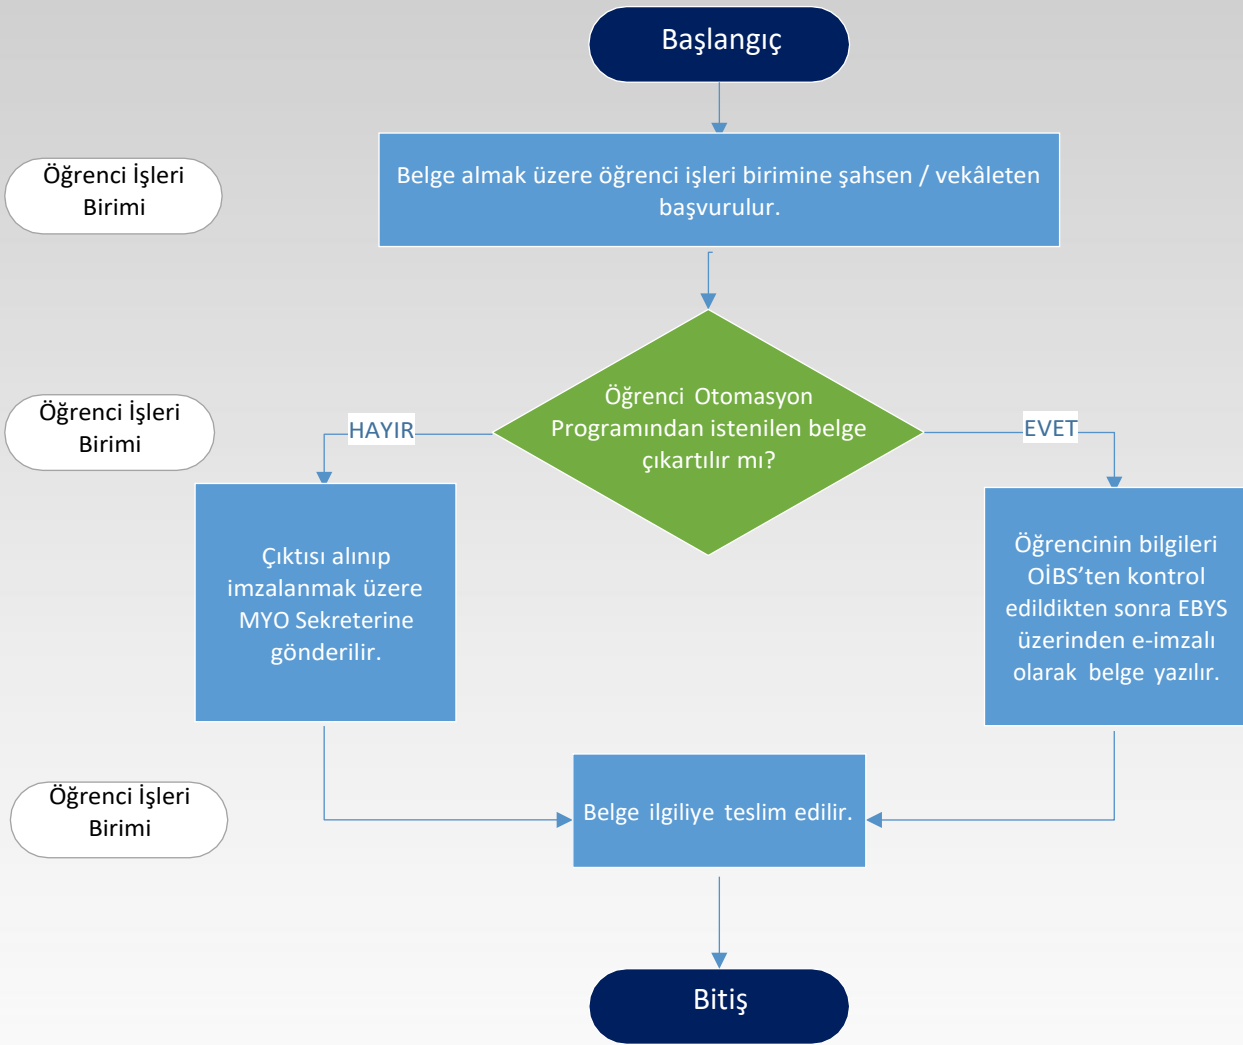 Başlangıç
Öğrenci İşleri
Birimi
Belge almak üzere öğrenci işleri birimine şahsen / vekâleten
başvurulur.
Öğrenci İşleri
Birimi
Öğrenci Otomasyon
Programından istenilen belge
çıkartılır mı?
HAYIR
EVET
Çıktısı alınıp
imzalanmak üzere
MYO Sekreterine
gönderilir.
Öğrencinin bilgileri
OİBS’ten kontrol
edildikten sonra EBYS
üzerinden e-imzalı
olarak belge yazılır.
Öğrenci İşleri
Birimi
Belge ilgiliye teslim edilir.
Bitiş